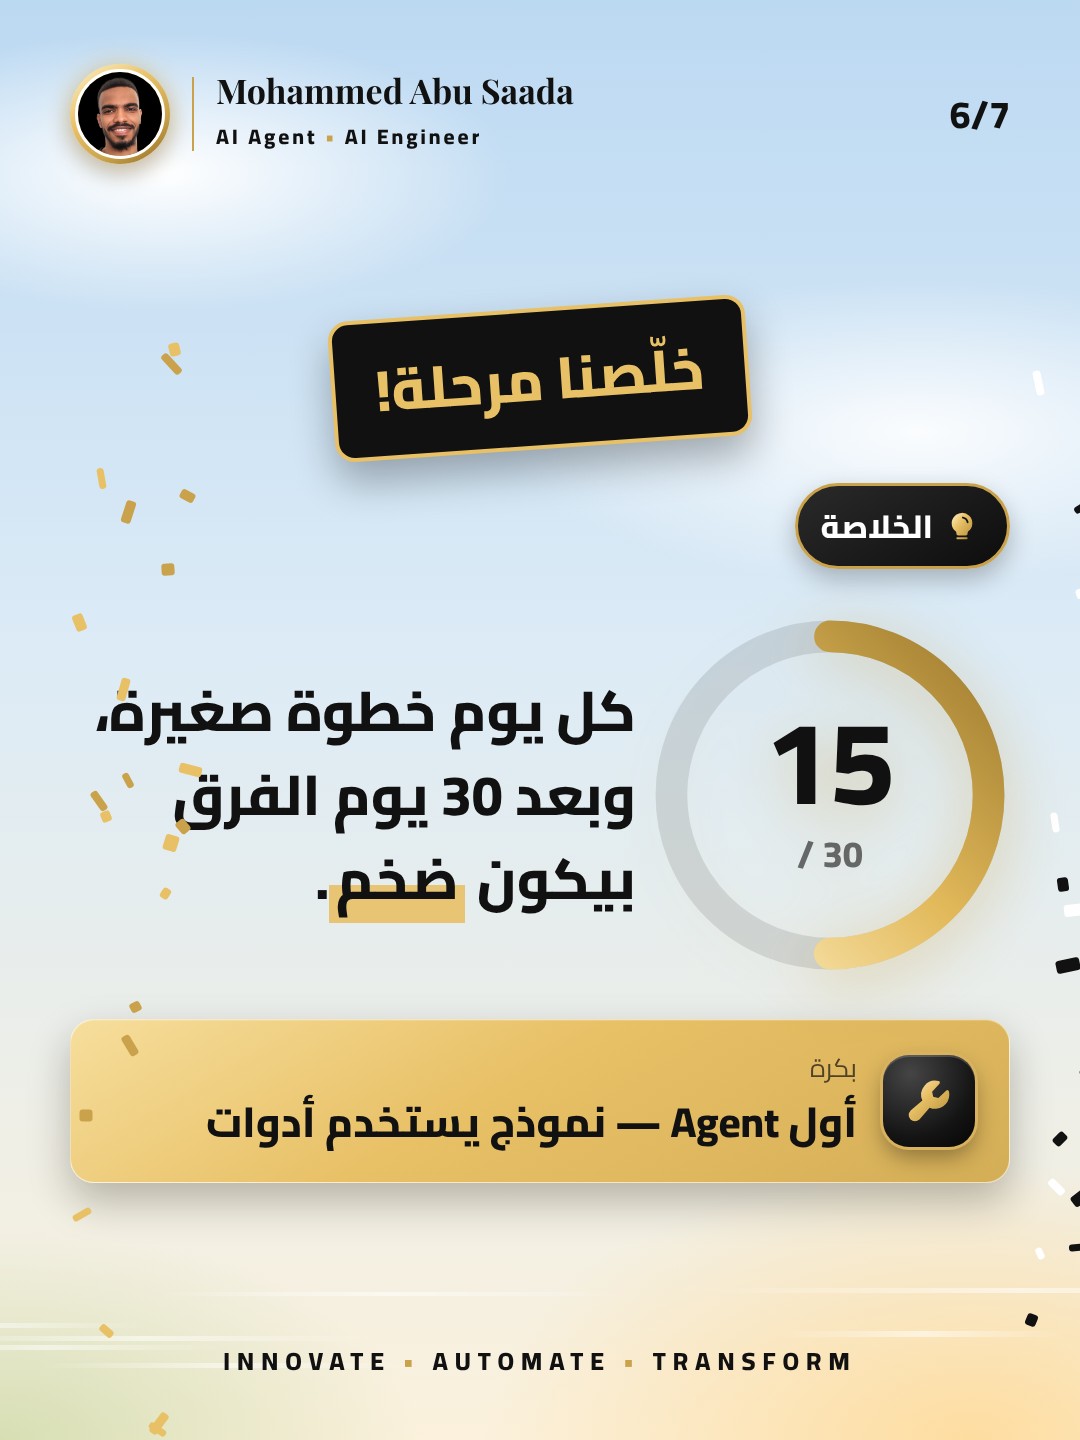 Mohammed Abu Saada
AI Agent ▪ AI Engineer
6/7
خلّصنا مرحلة!
الخلاصة
15
/ 30
كل يوم خطوة صغيرة،
وبعد 30 يوم الفرق
بيكون ضخم.
بكرة
أول Agent — نموذج يستخدم أدوات
INNOVATE ▪ AUTOMATE ▪ TRANSFORM